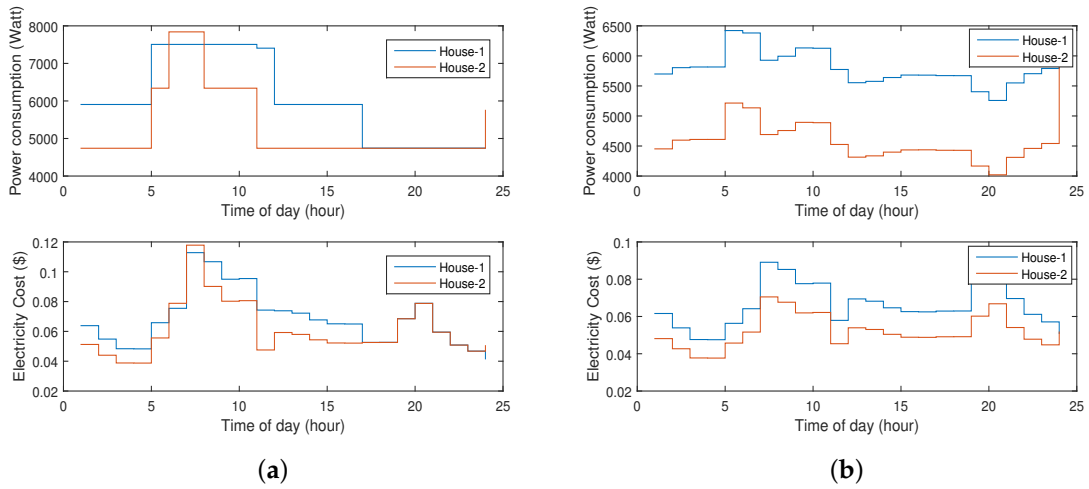 Power consumption (Watt)
8000
7000
6000
5000
4000
0 5 10 15 20 25
Time of day (hour)
House-1
House-2
Electricity Cost ($)
0.12
0.1
0.08
0.06
0.04
0.02
0 5 10 15 20 25
Time of day (hour)
House-1
House-2
(a)
Power consumption (Watt)
6500
6000
5500
5000
4500
4000
0 5 10 15 20 25
Time of day (hour)
House-1
House-2
Electricity Cost ($)
0.1
0.08
0.06
0.04
0.02
0 5 10 15 20 25
Time of day (hour)
House-1
House-2
(b)